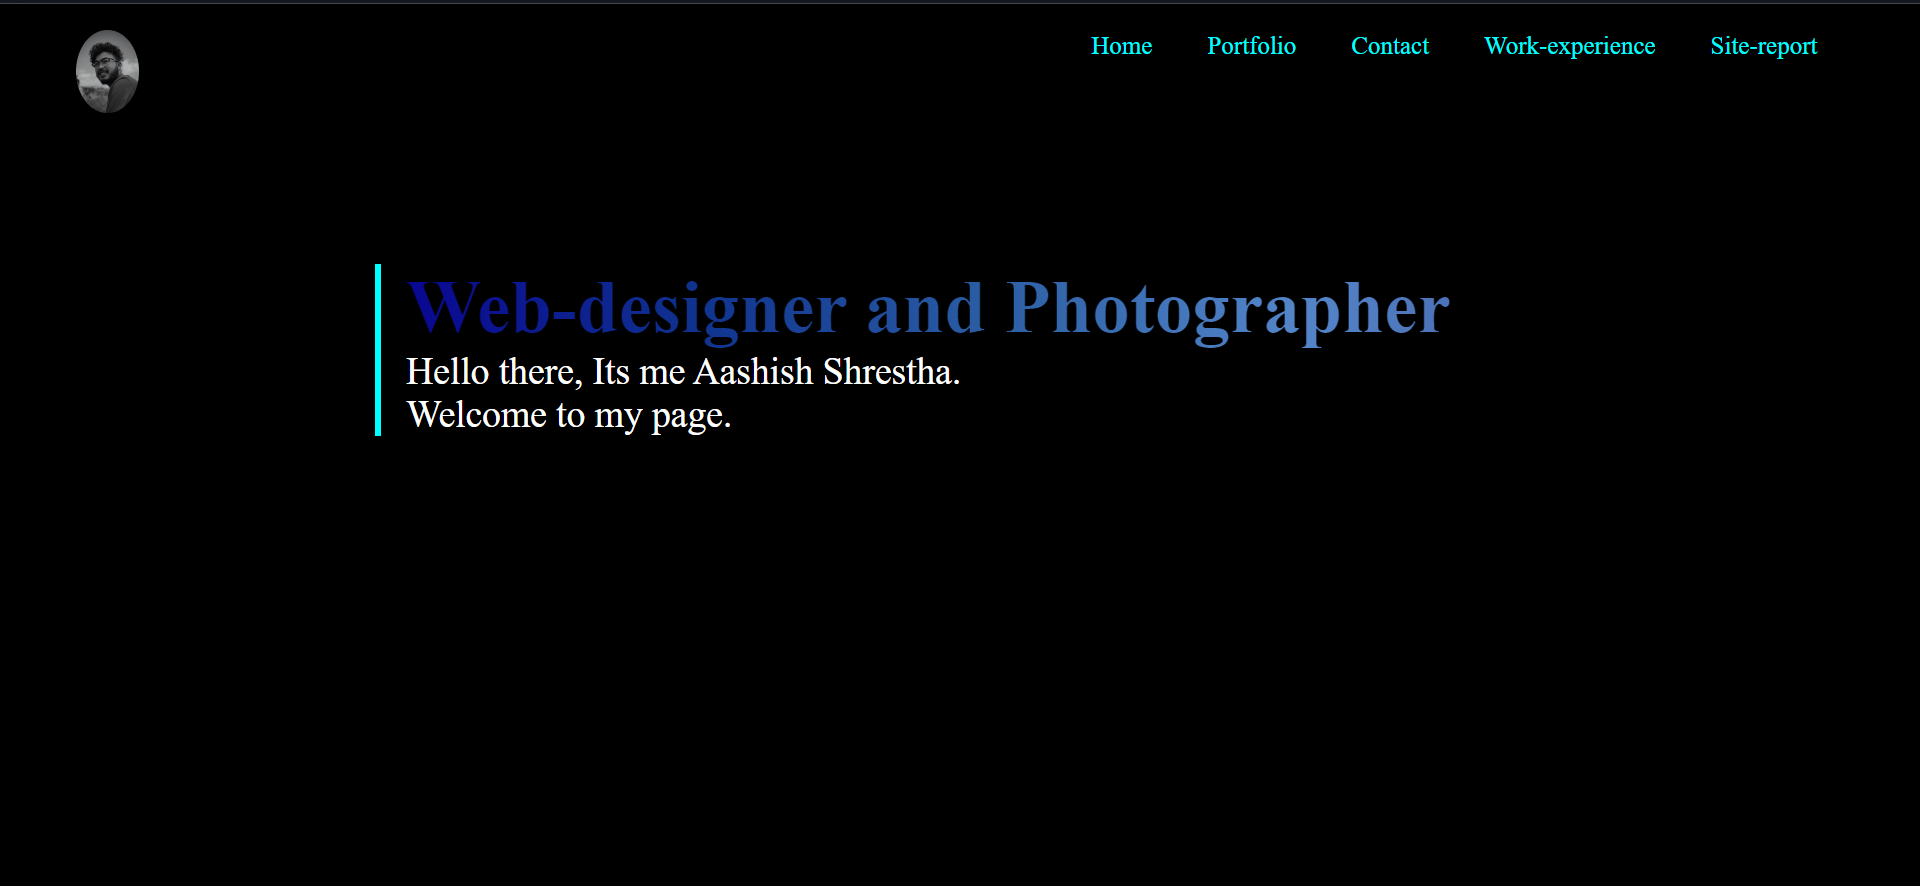 Home Portfolio Contact Work-experience Site-report
Web-designer and Photographer
Hello there, Its me Aashish Shrestha.
Welcome to my page.